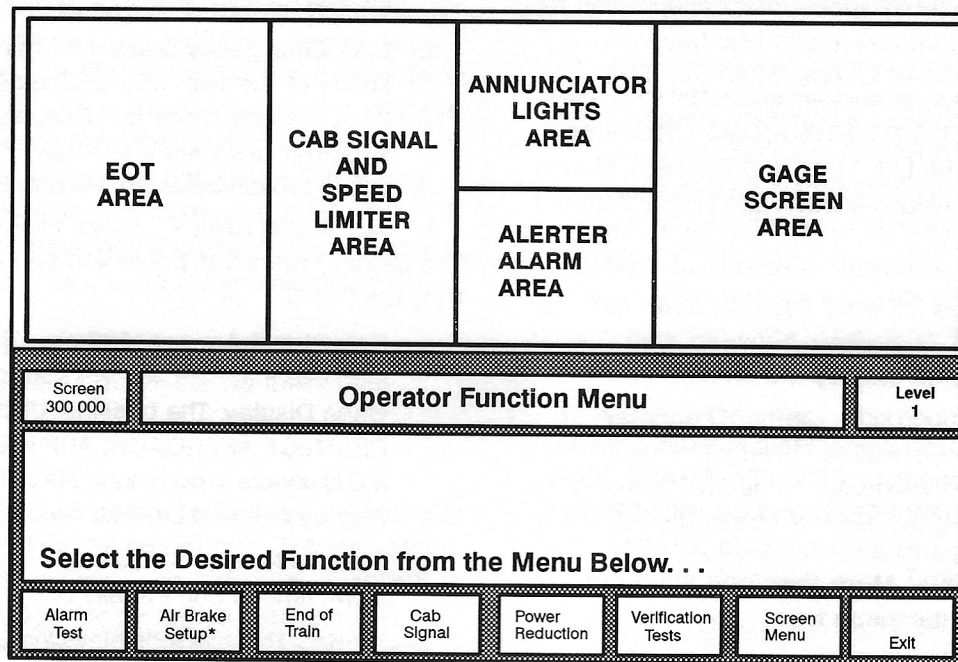 EOT
AREA
CAB SIGNAL
AND
SPEED
LIMITER
AREA
ANNUNCIATOR
LIGHTS
AREA
ALERTER
ALARM
AREA
GAGE
SCREEN
AREA
Screen
300 000
Operator Function Menu
Level
1
Select the Desired Function from the Menu Below. . .
Alarm
Test
Air Brake
Setup*
End of
Train
Cab
Signal
Power
Reduction
Verification
Tests
Screen
Menu
Exit